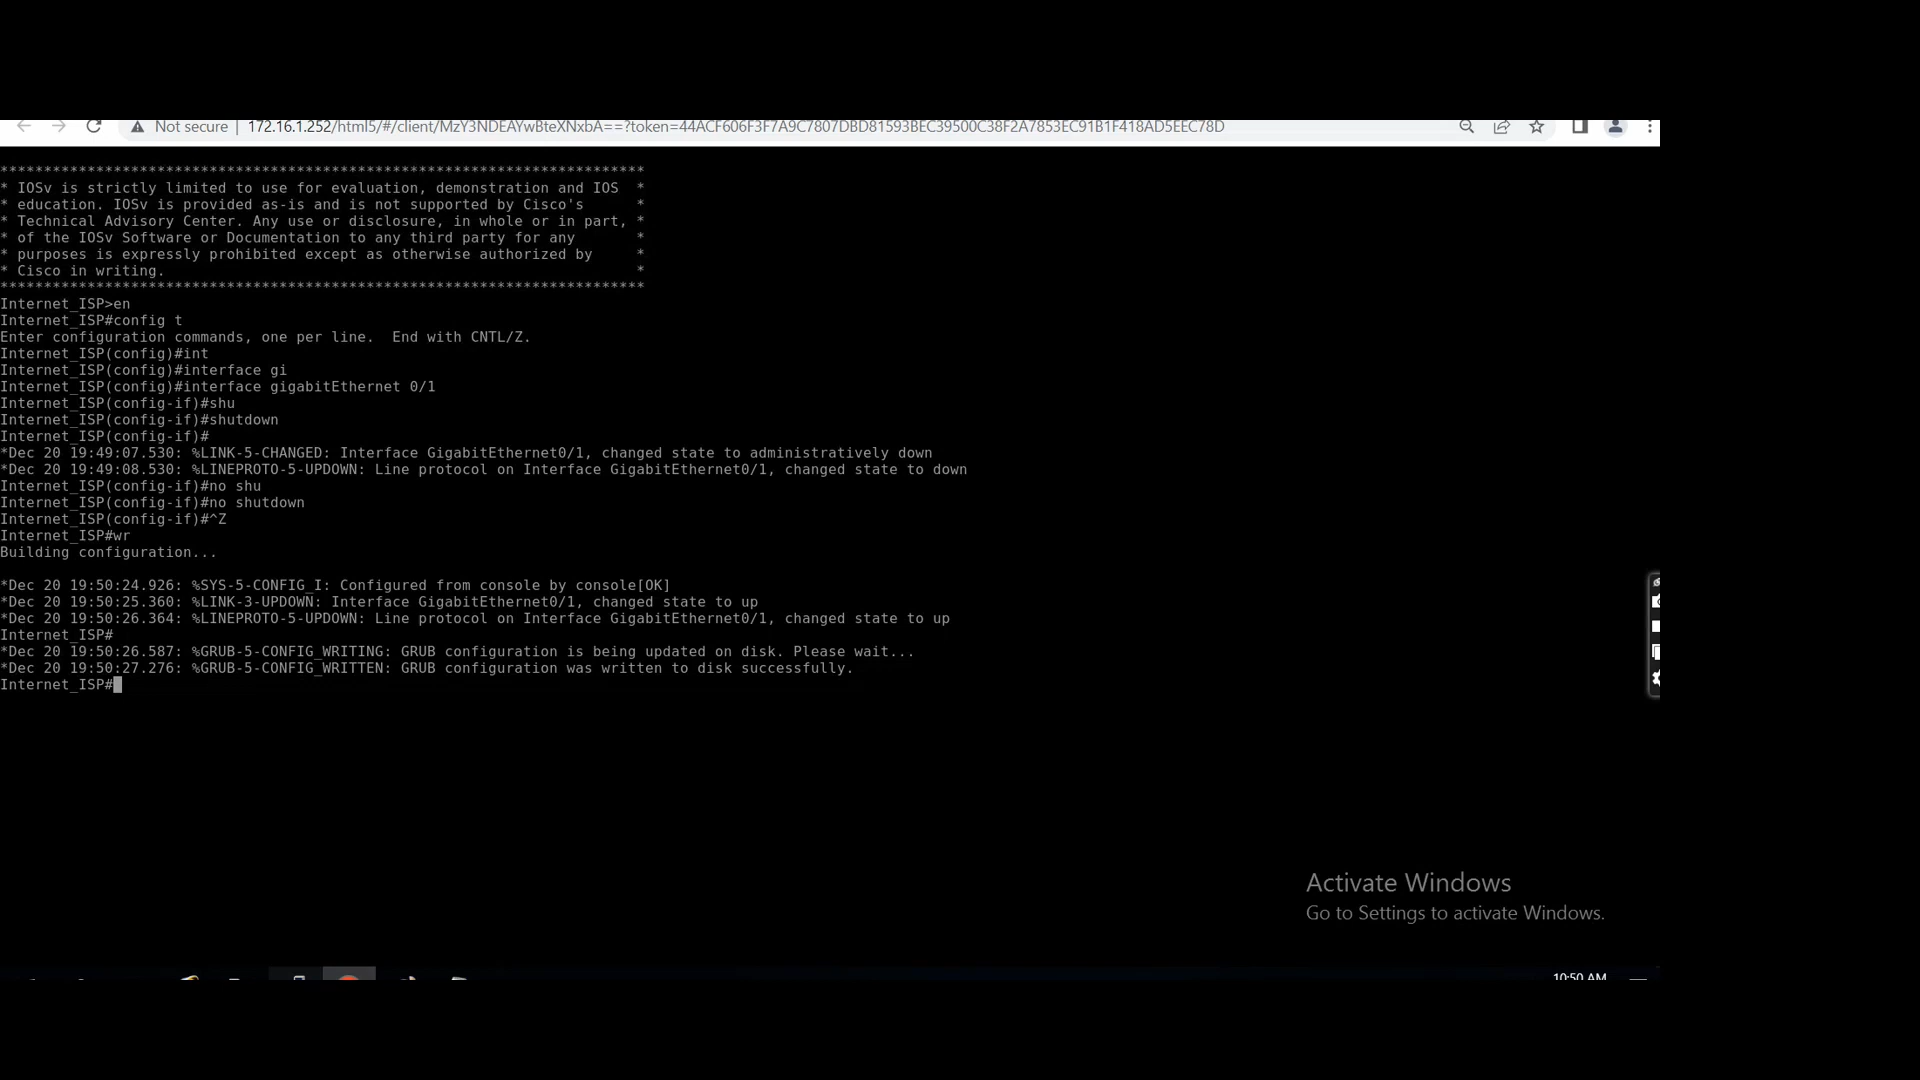 Not secure | 172.16.1.252/html5/#/client/MzY3NDEAYwBteXNxbA==?token=44ACF606F3F7A9C7807DBD81593BEC39500C38F2A7853EC91B1F418AD5EEC78D
**************************************************************************
* IOSv is strictly limited to use for evaluation, demonstration and IOS  *
* education. IOSv is provided as-is and is not supported by Cisco's      *
* Technical Advisory Center. Any use or disclosure, in whole or in part, *
* of the IOSv Software or Documentation to any third party for any       *
* purposes is expressly prohibited except as otherwise authorized by     *
* Cisco in writing.                                                      *
**************************************************************************
Internet_ISP>en
Internet_ISP#config t
Enter configuration commands, one per line.  End with CNTL/Z.
Internet_ISP(config)#int
Internet_ISP(config)#interface gi
Internet_ISP(config)#interface gigabitEthernet 0/1
Internet_ISP(config-if)#shu
Internet_ISP(config-if)#shutdown
Internet_ISP(config-if)#
*Dec 20 19:49:07.530: %LINK-5-CHANGED: Interface GigabitEthernet0/1, changed state to administratively down
*Dec 20 19:49:08.530: %LINEPROTO-5-UPDOWN: Line protocol on Interface GigabitEthernet0/1, changed state to down
Internet_ISP(config-if)#no shu
Internet_ISP(config-if)#no shutdown
Internet_ISP(config-if)#^Z
Internet_ISP#wr
Building configuration...
*Dec 20 19:50:24.926: %SYS-5-CONFIG_I: Configured from console by console[OK]
*Dec 20 19:50:25.360: %LINK-3-UPDOWN: Interface GigabitEthernet0/1, changed state to up
*Dec 20 19:50:26.364: %LINEPROTO-5-UPDOWN: Line protocol on Interface GigabitEthernet0/1, changed state to up
Internet_ISP#
*Dec 20 19:50:26.587: %GRUB-5-CONFIG_WRITING: GRUB configuration is being updated on disk. Please wait...
*Dec 20 19:50:27.276: %GRUB-5-CONFIG_WRITTEN: GRUB configuration was written to disk successfully.
Internet_ISP#
Activate Windows
Go to Settings to activate Windows.
10:50 AM